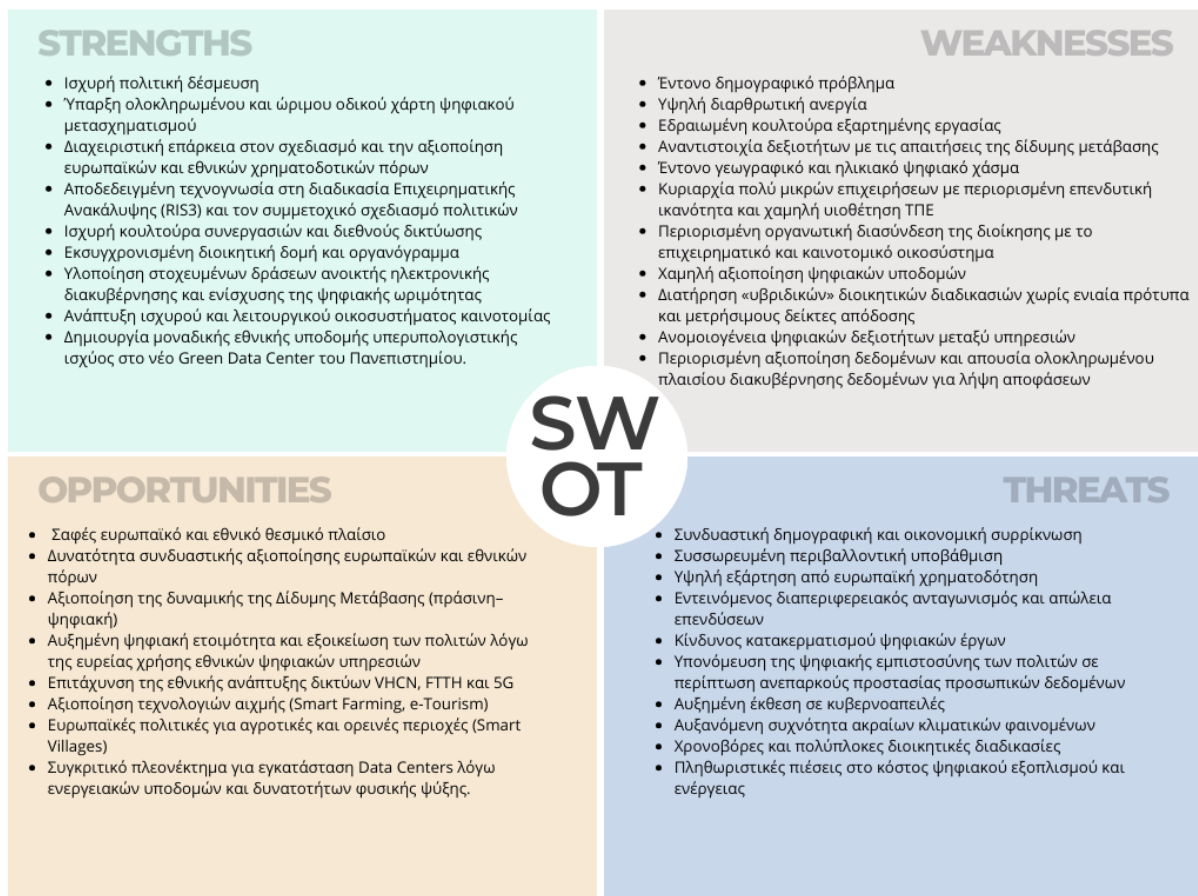 STRENGTHS
• Ισχυρή πολιτική δέσμευση
• Ύπαρξη ολοκληρωμένου και ώριμου οδικού χάρτη ψηφιακού
μετασχηματισμού
• Διαχειριστική επάρκεια στον σχεδιασμό και την αξιοποίηση
ευρωπαϊκών και εθνικών χρηματοδοτικών πόρων
• Αποδεδειγμένη τεχνογνωσία στη διαδικασία Επιχειρηματικής
Ανακάλυψης (RIS3) και τον συμμετοχικό σχεδιασμό πολιτικών
• Ισχυρή κουλτούρα συνεργασιών και διεθνούς δικτύωσης
• Εκσυγχρονισμένη διοικητική δομή και οργανόγραμμα
• Υλοποίηση στοχευμένων δράσεων ανοικτής ηλεκτρονικής
διακυβέρνησης και ενίσχυσης της ψηφιακής ωριμότητας
• Ανάπτυξη ισχυρού και λειτουργικού οικοσυστήματος καινοτομίας
• Δημιουργία μοναδικής εθνικής υποδομής υπερυπολογιστικής
ισχύος στο νέο Green Data Center του Πανεπιστημίου.
WEAKNESSES
• Έντονο δημογραφικό πρόβλημα
• Υψηλή διαρθρωτική ανεργία
• Εδραιωμένη κουλτούρα εξαρτημένης εργασίας
• Αναντιστοιχία δεξιοτήτων με τις απαιτήσεις της δίδυμης μετάβασης
• Έντονο γεωγραφικό και ηλικιακό ψηφιακό χάσμα
• Κυριαρχία πολύ μικρών επιχειρήσεων με περιορισμένη επενδυτική
ικανότητα και χαμηλή υιοθέτηση ΤΠΕ
• Περιορισμένη οργανωτική διασύνδεση της διοίκησης με το
επιχειρηματικό και καινοτομικό οικοσύστημα
• Χαμηλή αξιοποίηση ψηφιακών υποδομών
• Διατήρηση «υβριδικών» διοικητικών διαδικασιών χωρίς ενιαία πρότυπα
και μετρήσιμους δείκτες απόδοσης
• Ανομοιογένεια ψηφιακών δεξιοτήτων μεταξύ υπηρεσιών
• Περιορισμένη αξιοποίηση δεδομένων και απουσία ολοκληρωμένου
πλαισίου διακυβέρνησης δεδομένων για λήψη αποφάσεων
SW
OT
OPPORTUNITIES
• Σαφές ευρωπαϊκό και εθνικό θεσμικό πλαίσιο
• Δυνατότητα συνδυαστικής αξιοποίησης ευρωπαϊκών και εθνικών
πόρων
• Αξιοποίηση της δυναμικής της Δίδυμης Μετάβασης (πράσινη–
ψηφιακή)
• Αυξημένη ψηφιακή ετοιμότητα και εξοικείωση των πολιτών λόγω
της ευρείας χρήσης εθνικών ψηφιακών υπηρεσιών
• Επιτάχυνση της εθνικής ανάπτυξης δικτύων VHCN, FTTH και 5G
• Αξιοποίηση τεχνολογιών αιχμής (Smart Farming, e-Tourism)
• Ευρωπαϊκές πολιτικές για αγροτικές και ορεινές περιοχές (Smart
Villages)
• Συγκριτικό πλεονέκτημα για εγκατάσταση Data Centers λόγω
ενεργειακών υποδομών και δυνατοτήτων φυσικής ψύξης.
THREATS
• Συνδυαστική δημογραφική και οικονομική συρρίκνωση
• Συσσωρευμένη περιβαλλοντική υποβάθμιση
• Υψηλή εξάρτηση από ευρωπαϊκή χρηματοδότηση
• Εντεινόμενος διαπεριφερειακός ανταγωνισμός και απώλεια
επενδύσεων
• Κίνδυνος κατακερματισμού ψηφιακών έργων
• Υπονόμευση της ψηφιακής εμπιστοσύνης των πολιτών σε
περίπτωση ανεπαρκούς προστασίας προσωπικών δεδομένων
• Αυξημένη έκθεση σε κυβερνοαπειλές
• Αυξανόμενη συχνότητα ακραίων κλιματικών φαινομένων
• Χρονοβόρες και πολύπλοκες διοικητικές διαδικασίες
• Πληθωριστικές πιέσεις στο κόστος ψηφιακού εξοπλισμού και
ενέργειας